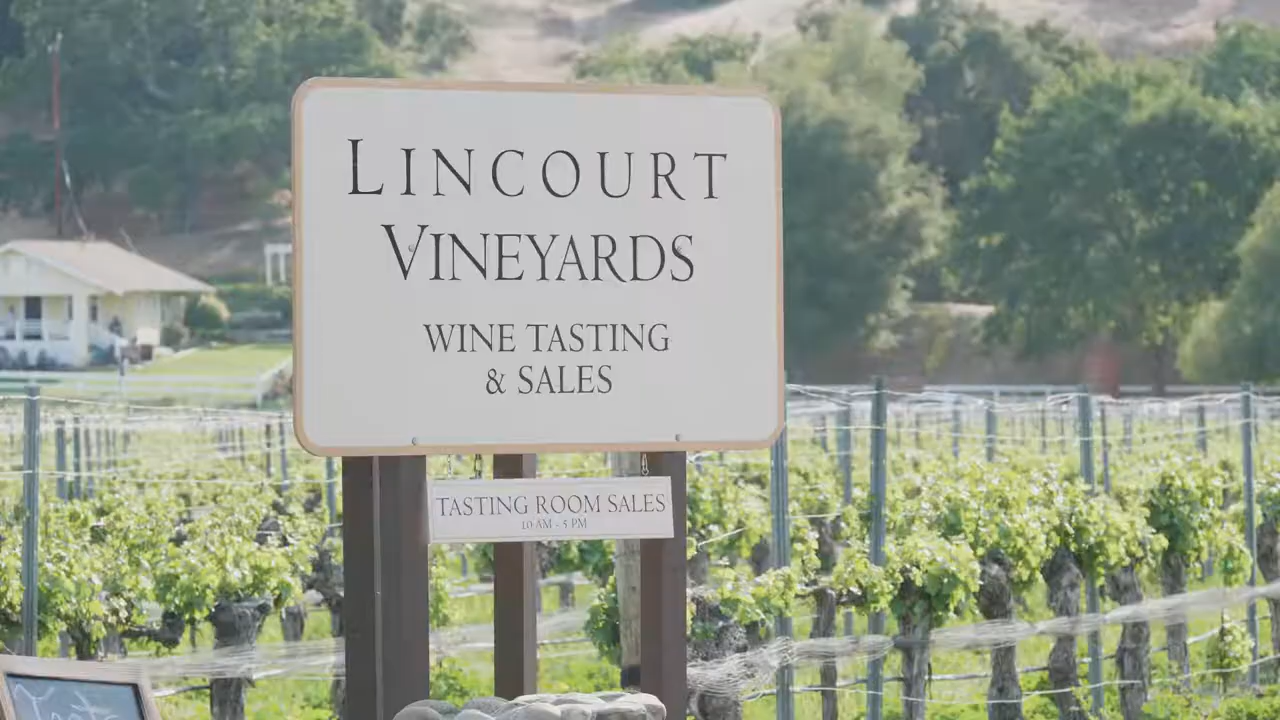 LINCOURT
VINEYARDS
WINE TASTING
& SALES
TASTING ROOM SALES
10 AM - 5 PM